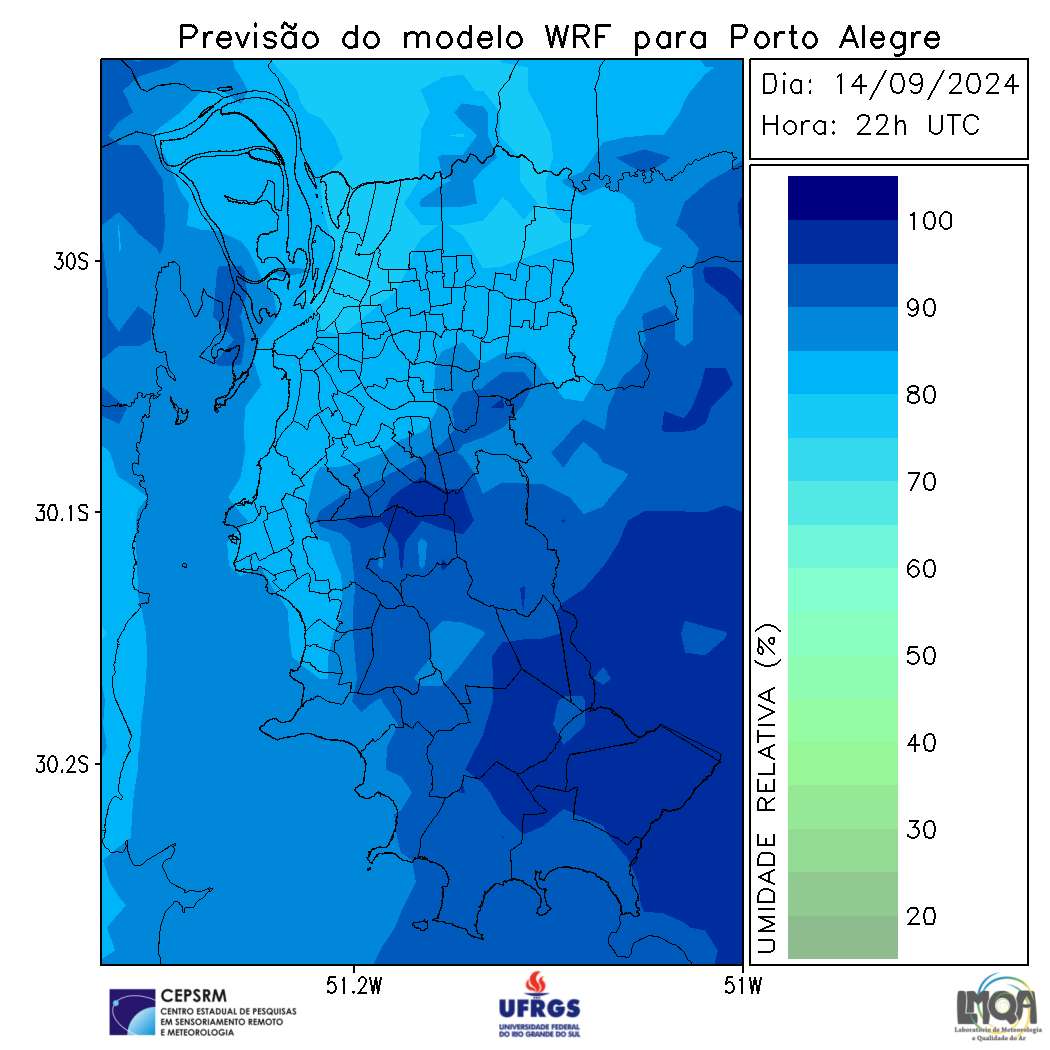 Previsão do modelo WRF para Porto Alegre
Dia: 14/09/2024
Hora: 22h UTC
30S
30.1S
30.2S
51.2W
51W
100
90
80
70
60
50
40
30
20
UMIDADE RELATIVA (%)
CEPSRM
CENTRO ESTADUAL DE PESQUISAS
EM SENSORIAMENTO REMOTO
E METEOROLOGIA
UFRGS
UNIVERSIDADE FEDERAL
DO RIO GRANDE DO SUL
LMQA
Laboratório de Meteorologia
e Qualidade do Ar